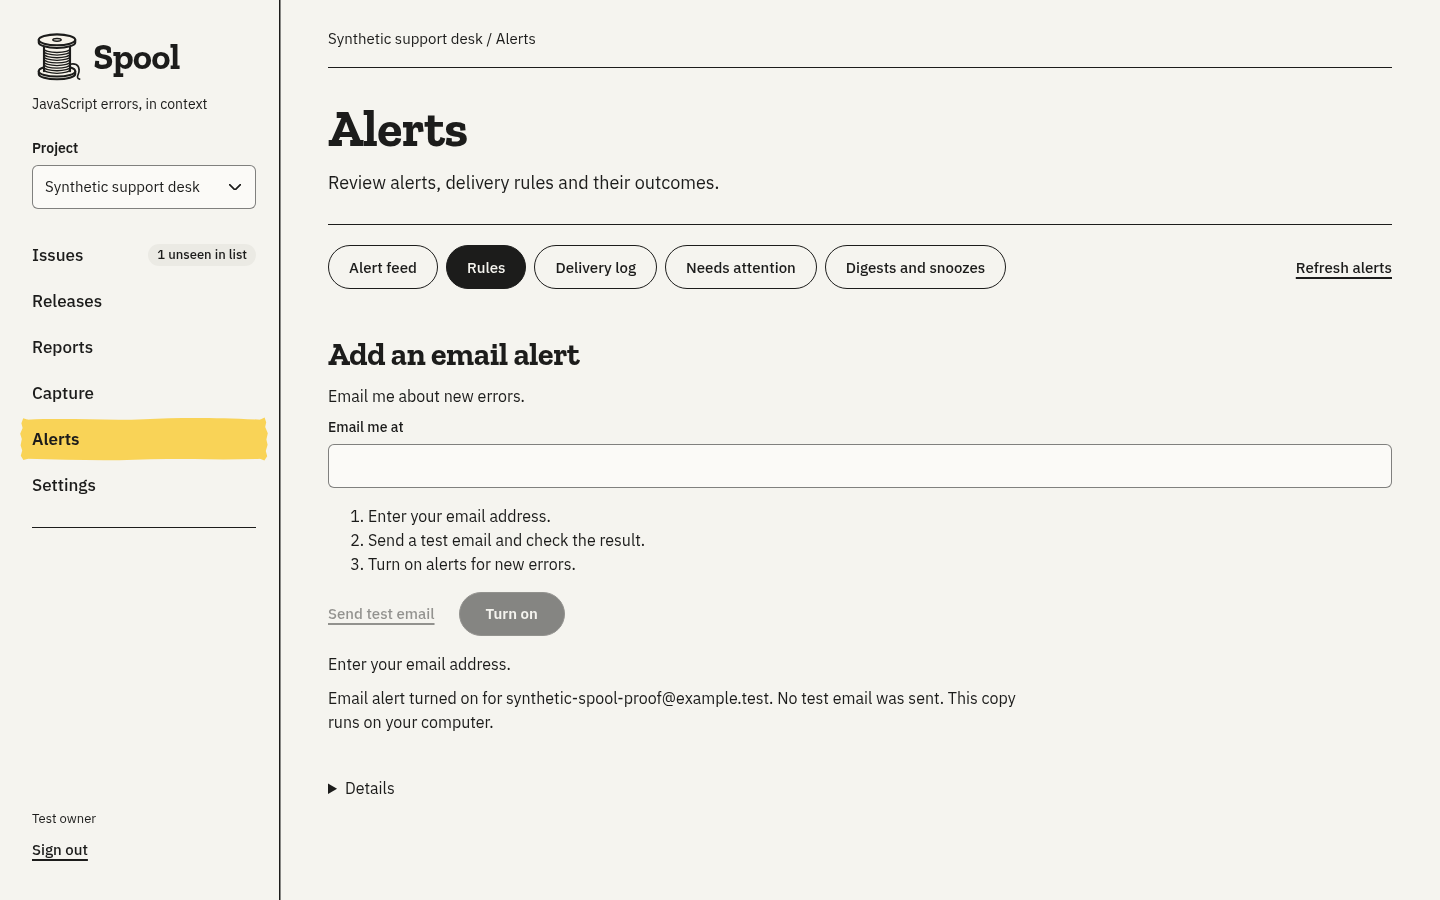 Spool
JavaScript errors, in context
Project
Synthetic support desk
Issues
1 unseen in list
Releases
Reports
Capture
Alerts
Settings
Test owner
Sign out
Synthetic support desk / Alerts
Alerts
Review alerts, delivery rules and their outcomes.
Alert feed
Rules
Delivery log
Needs attention
Digests and snoozes
Refresh alerts
Add an email alert
Email me about new errors.
Email me at
1. Enter your email address.
2. Send a test email and check the result.
3. Turn on alerts for new errors.
Send test email
Turn on
Enter your email address.
Email alert turned on for synthetic-spool-proof@example.test. No test email was sent. This copy
runs on your computer.
Details